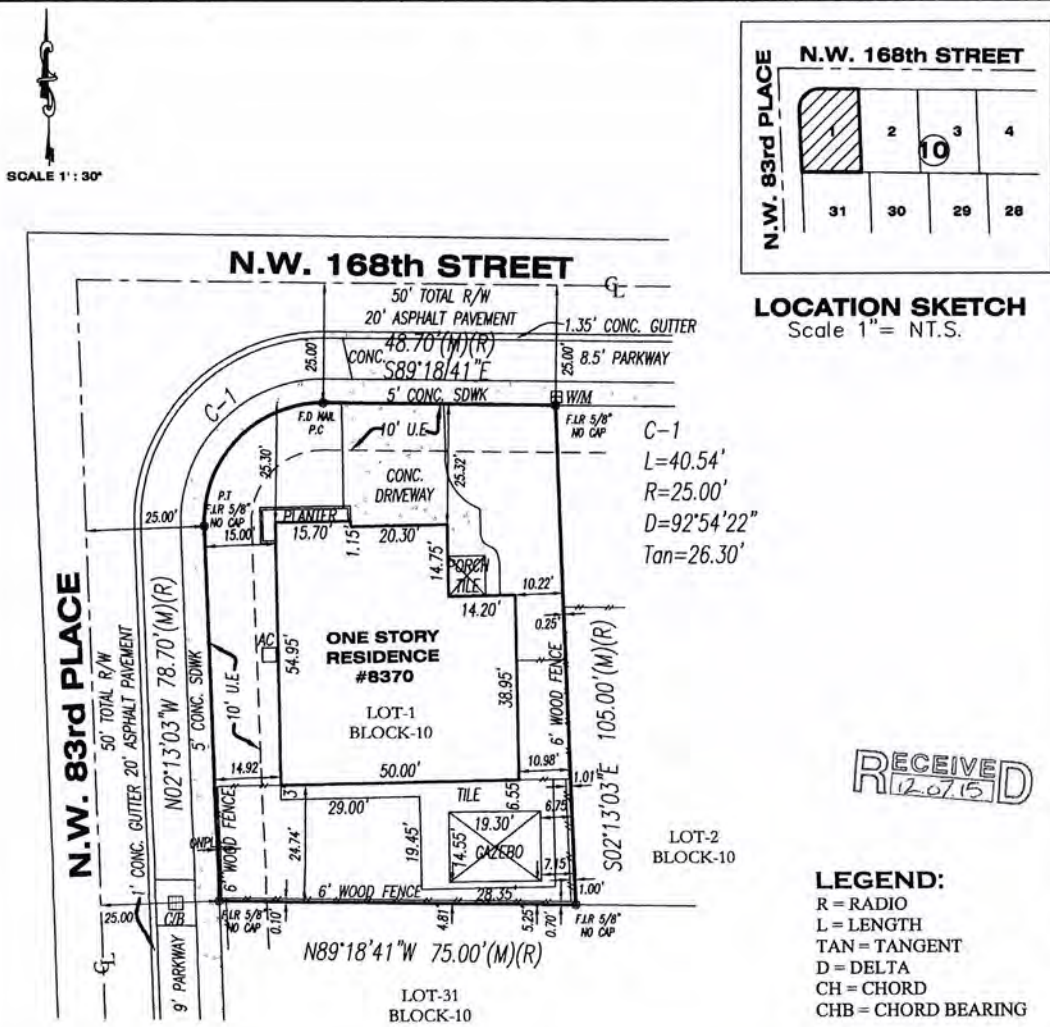 SCALE 1' : 30"
N.W. 168th STREET
N.W. 83rd PLACE
1
2
3
4
10
31
30
29
28
LOCATION SKETCH
Scale 1"= NT.S.
N.W. 168th STREET
50' TOTAL R/W
20' ASPHALT PAVEMENT
1.35' CONC. GUTTER
48.70'(M)(R)
CONC.
S89°18'41"E
25.00'
25.00'
8.5' PARKWAY
5' CONC. SDWK
W/M
C-1
F.D NAIL
P.C
10' U.E
F.I.R 5/8"
NO CAP
C-1
L=40.54'
R=25.00'
D=92°54'22"
Tan=26.30'
25.30'
CONC.
DRIVEWAY
25.32'
P.T
F.I.R 5/8"
NO CAP
25.00'
15.00'
PLANTER
15.70'
1.15'
20.30'
14.75'
PORCH
TILE
10.22'
14.20'
0.25'
N.W. 83rd PLACE
50' TOTAL R/W
1' CONC. GUTTER 20' ASPHALT PAVEMENT
N02°13'03"W 78.70'(M)(R)
5' CONC. SDWK
10' U.E
AC
54.95'
ONE STORY
RESIDENCE
#8370
LOT-1
BLOCK-10
38.95'
6' WOOD FENCE
S02°13'03"E 105.00'(M)(R)
14.92
50.00'
10.98'
1.01'
3'
29.00'
TILE
6.55
6.75
19.30'
GAZEBO
14.55
19.45'
7.15'
24.74'
6' WOOD FENCE
ONPL
6' WOOD FENCE
28.35'
1.00'
LOT-2
BLOCK-10
25.00'
C/B
F.I.R 5/8"
NO CAP
0.10'
4.81
5.25
0.70'
F.I.R 5/8"
NO CAP
9' PARKWAY
N89°18'41"W 75.00'(M)(R)
LOT-31
BLOCK-10
RECEIVED
12.07.15
LEGEND:
R = RADIO
L = LENGTH
TAN = TANGENT
D = DELTA
CH = CHORD
CHB = CHORD BEARING